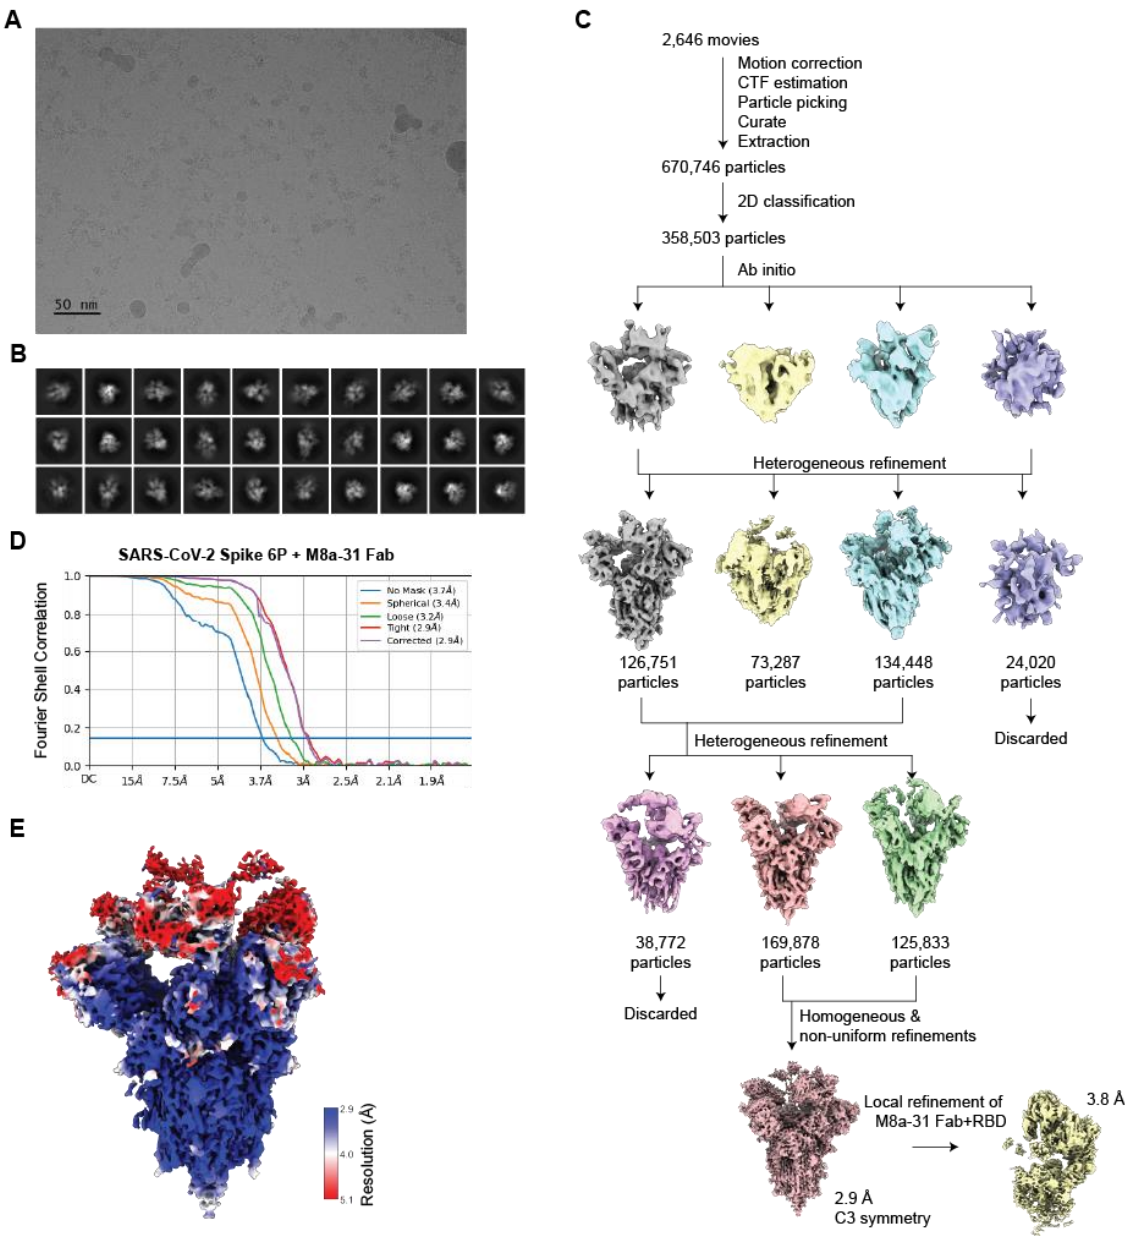 A
50 nm
B
D
SARS-CoV-2 Spike 6P + M8a-31 Fab
Fourier Shell Correlation
1.0
0.8
0.6
0.4
0.2
0.0
DC
15Å
7.5Å
5Å
3.7Å
3Å
2.5Å
2.1Å
1.9Å
No Mask (3.7Å)
Spherical (3.4Å)
Loose (3.2Å)
Tight (2.9Å)
Corrected (2.9Å)
E
2.9
4.0
5.1
Resolution (Å)
C
2,646 movies
Motion correction
CTF estimation
Particle picking
Curate
Extraction
670,746 particles
2D classification
358,503 particles
Ab initio
Heterogeneous refinement
126,751
particles
73,287
particles
134,448
particles
24,020
particles
Discarded
Heterogeneous refinement
38,772
particles
169,878
particles
125,833
particles
Discarded
Homogeneous &
non-uniform refinements
Local refinement of
M8a-31 Fab+RBD
3.8 Å
2.9 Å
C3 symmetry